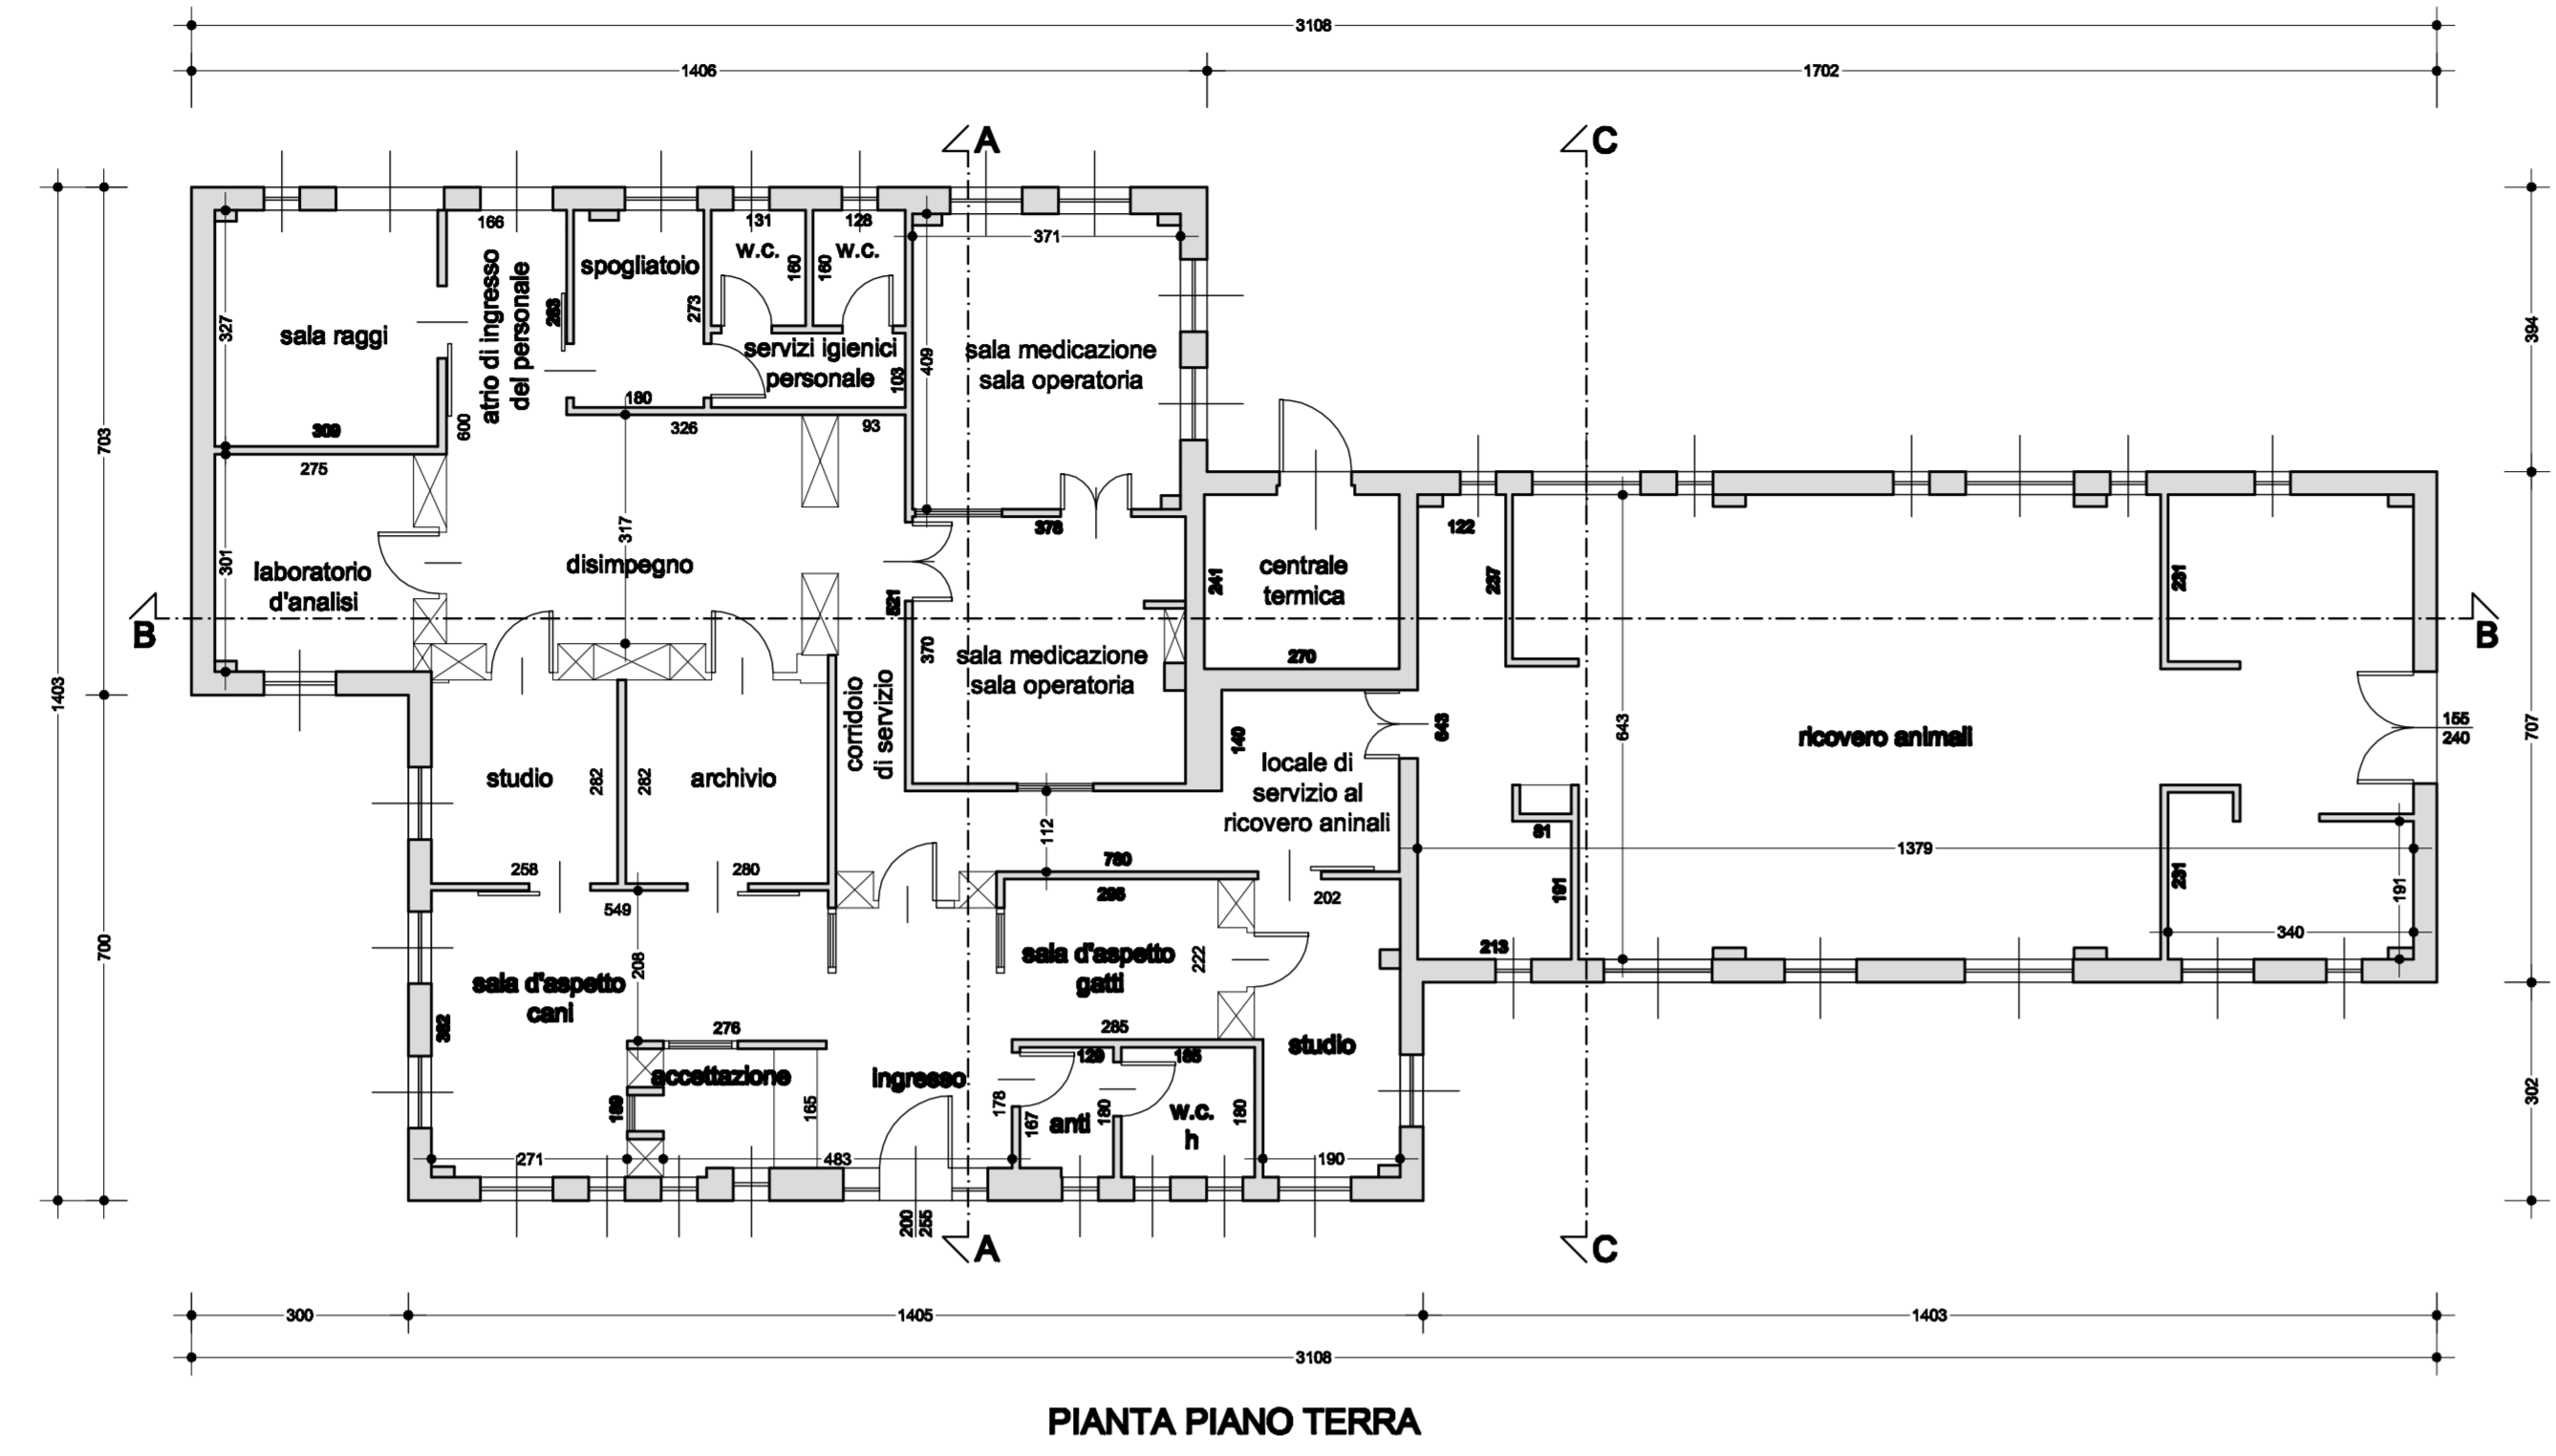 3108
1406
1702
A
C
166
131
128
371
w.c.
w.c.
160
160
spogliatoio
atrio di ingresso
del personale
263
273
327
sala raggi
servizi igienici
personale
103
409
sala medicazione
sala operatoria
394
309
180
600
326
93
703
275
317
378
122
301
laboratorio
d'analisi
disimpegno
521
centrale
termica
241
237
231
B
B
370
sala medicazione
sala operatoria
270
1403
corridoio
di servizio
140
643
643
ricovero animali
155
240
707
studio
282
282
archivio
locale di
servizio al
ricovero aninali
112
81
1379
258
280
780
191
231
191
549
296
202
208
sala d'aspetto
cani
sala d'aspetto
gatti
222
213
340
700
382
276
285
studio
accettazione
ingresso
129
185
189
165
178
167
anti
180
w.c.
h
180
302
271
483
190
200
255
A
C
300
1405
1403
3108
PIANTA PIANO TERRA